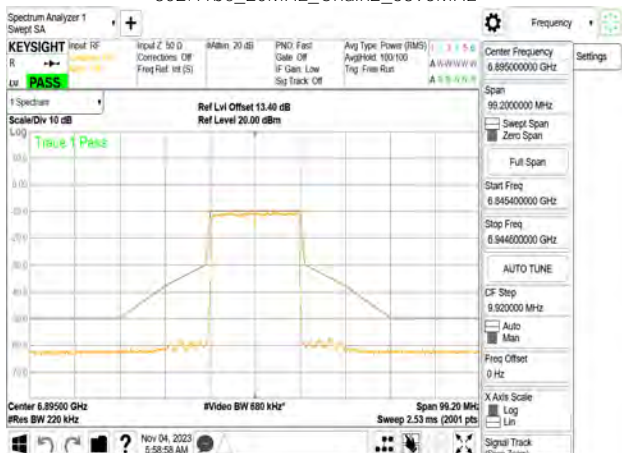 Spectrum Analyzer 1
Swept SA
+
Frequency
KEYSIGHT Input: RF
Input Z: 50 Ω
#Atten: 20 dB
PNO: Fast
Avg Type: Power (RMS)
R
Corrections: Off
Gate: Off
Avg|Hold: 100/100
Freq Ref: Int (S)
IF Gain: Low
Trig: Free Run
Sig Track: Off
PASS
Center Frequency
6.895000000 GHz
Settings
Span
99.2000000 MHz
Swept Span
Zero Span
Full Span
Start Freq
6.845400000 GHz
Stop Freq
6.944600000 GHz
AUTO TUNE
CF Step
9.920000 MHz
Auto
Man
Freq Offset
0 Hz
X Axis Scale
Log
Lin
Signal Track
1 Spectrum
Scale/Div 10 dB
Ref Lvl Offset 13.40 dB
Ref Level 20.00 dBm
Log
Trace 1 Pass
Center 6.89500 GHz
#Video BW 680 kHz*
Span 99.20 MHz
#Res BW 220 kHz
Sweep 2.53 ms (2001 pts
?
Nov 04, 2023
5:58:58 AM